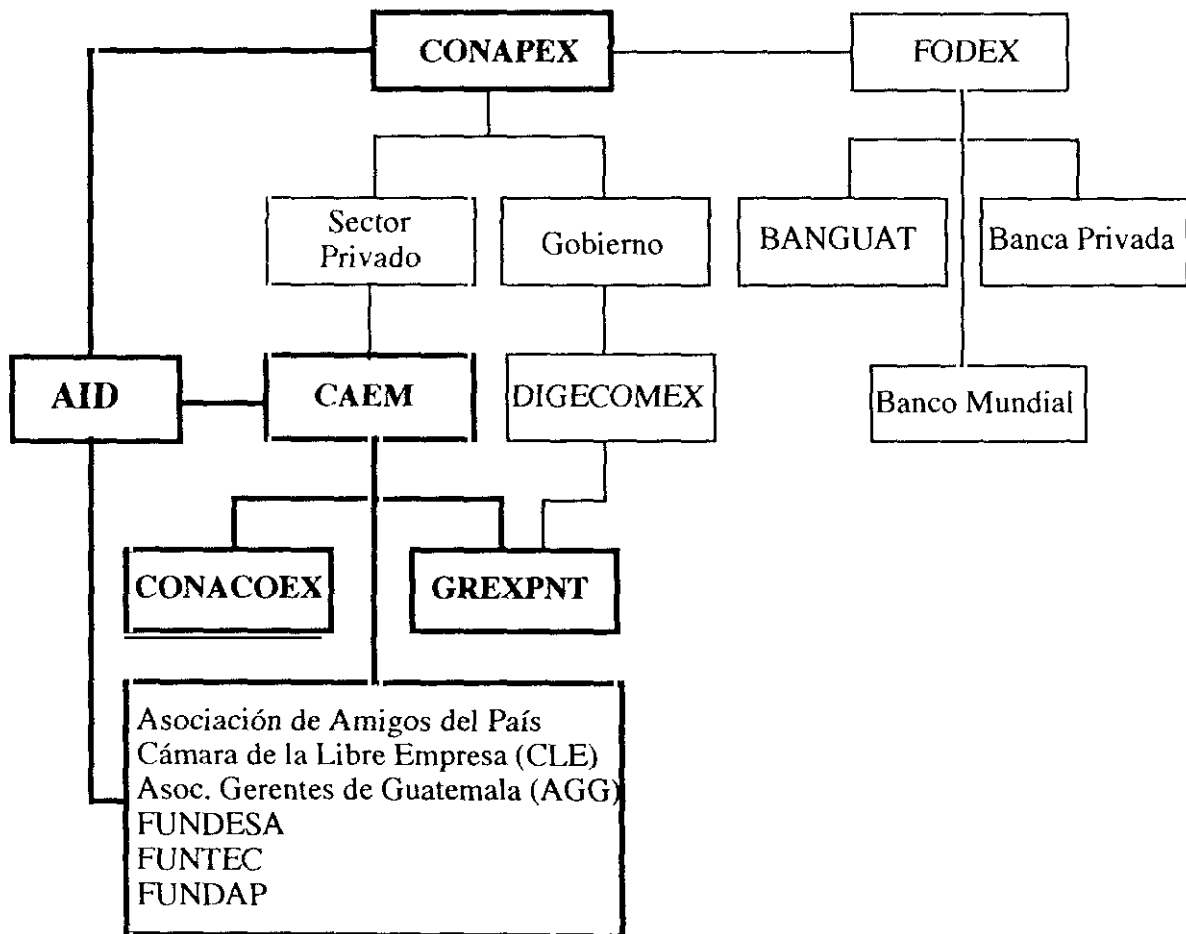 CONAPEX
FODEX
Sector
Privado
Gobierno
BANGUAT
Banca Privada
AID
CAEM
DIGECOMEX
Banco Mundial
CONACOEX
GREXPNT
Asociación de Amigos del País
Cámara de la Libre Empresa (CLE)
Asoc. Gerentes de Guatemala (AGG)
FUNDESA
FUNTEC
FUNDAP